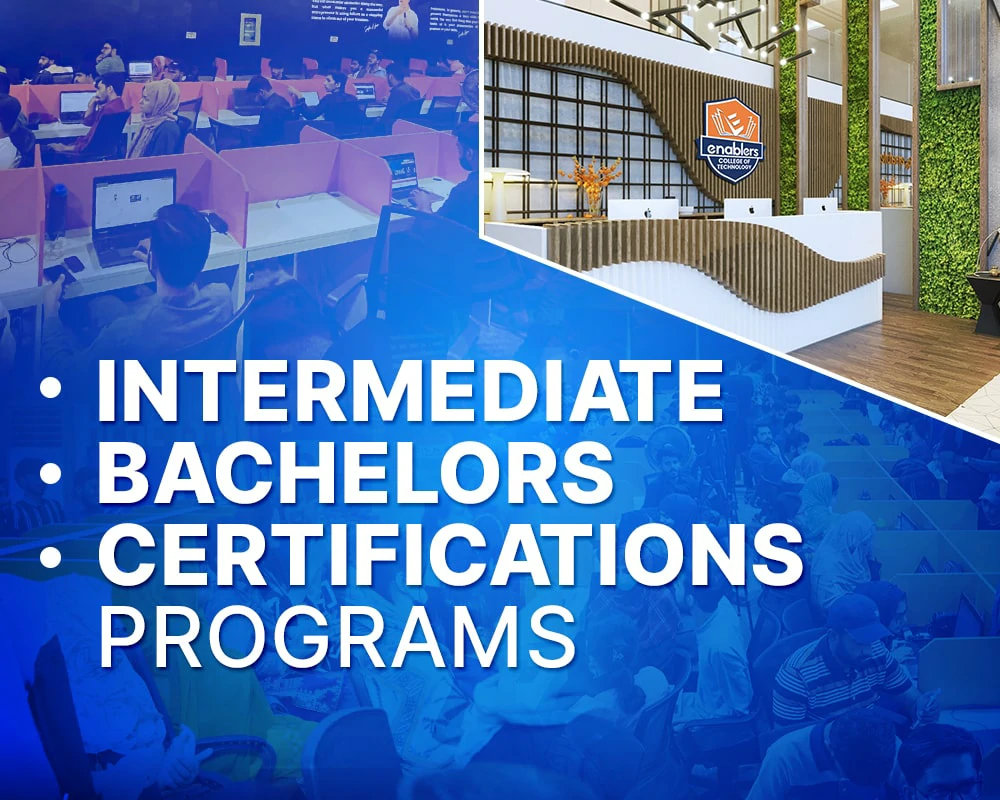 enablers
COLLEGE OF
TECHNOLOGY
• INTERMEDIATE
• BACHELORS
• CERTIFICATIONS
PROGRAMS